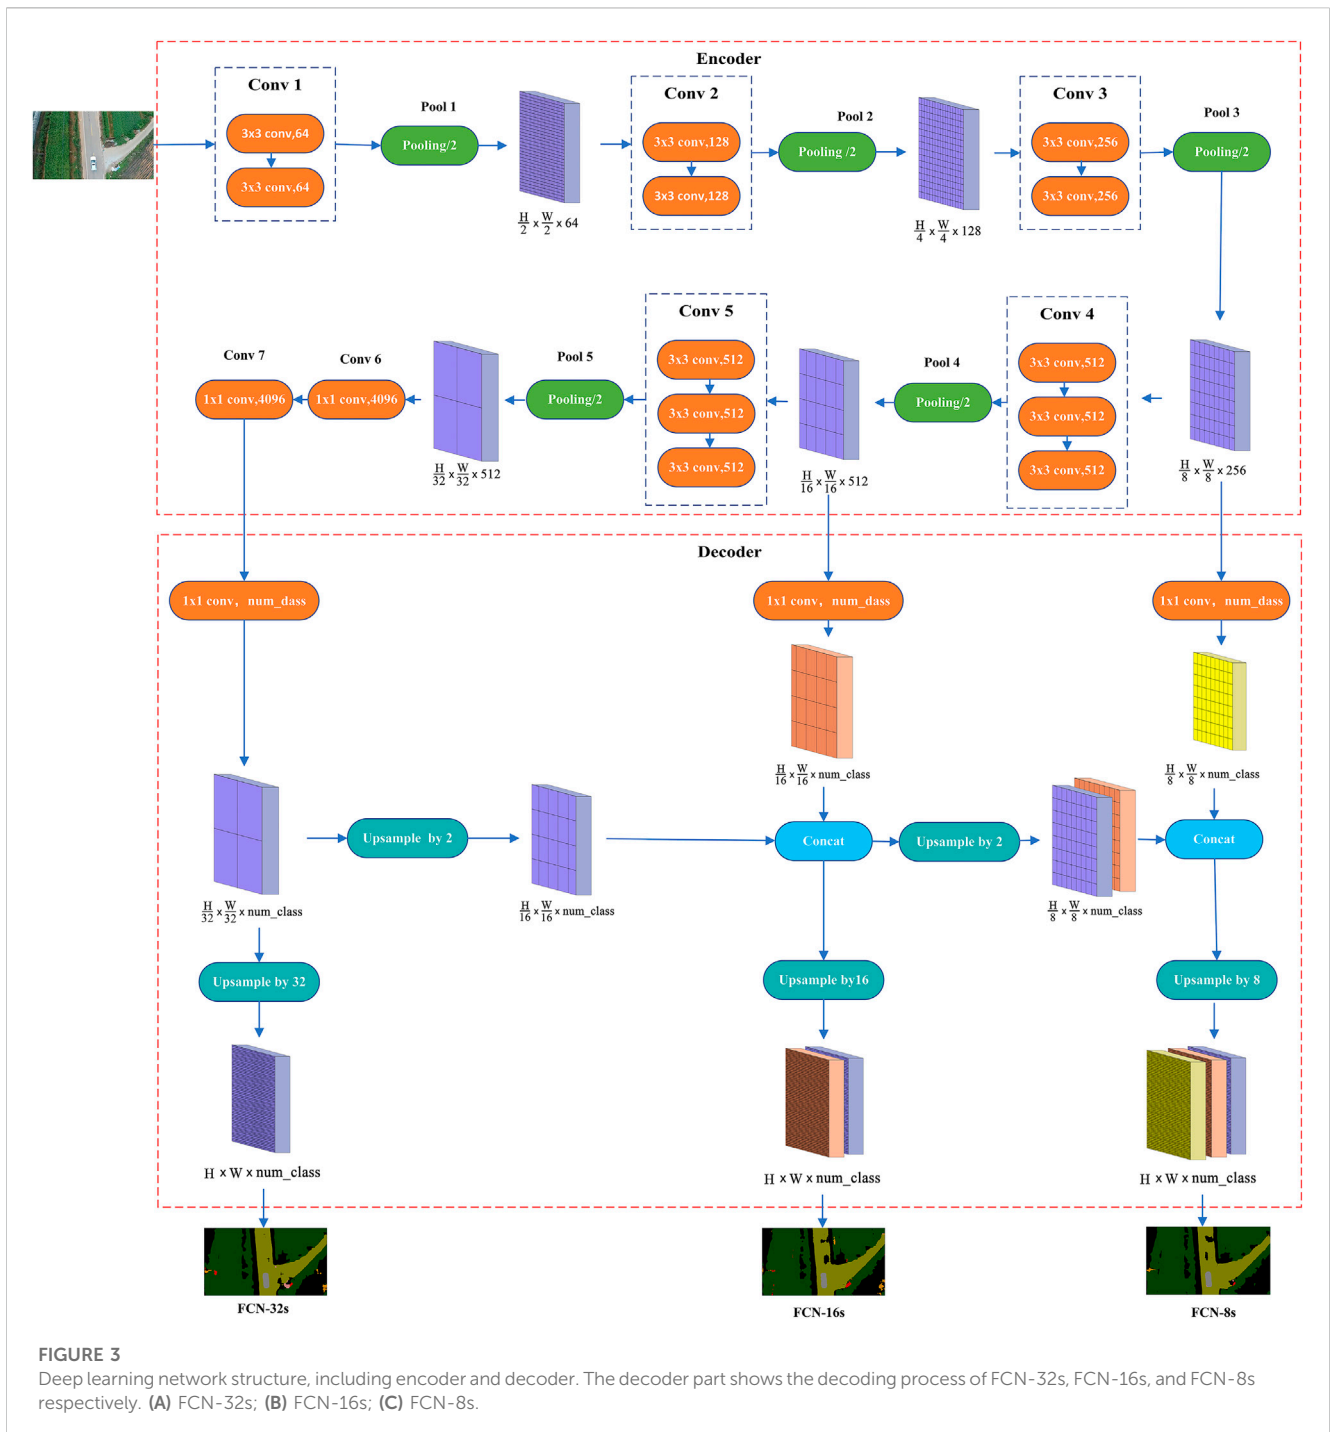 Encoder
Conv 1
3x3 conv,64
3x3 conv,64
Pool 1
Pooling/2
H/2 x W/2 x 64
Conv 2
3x3 conv,128
3x3 conv,128
Pool 2
Pooling /2
H/4 x W/4 x 128
Conv 3
3x3 conv,256
3x3 conv,256
Pool 3
Pooling/2
H/8 x W/8 x 256
Conv 4
3x3 conv,512
3x3 conv,512
3x3 conv,512
Pool 4
Pooling/2
H/16 x W/16 x 512
Conv 5
3x3 conv,512
3x3 conv,512
3x3 conv,512
Pool 5
Pooling/2
H/32 x W/32 x 512
Conv 6
1x1 conv,4096
Conv 7
1x1 conv,4096
Decoder
1x1 conv, num_dass
1x1 conv, num_dass
1x1 conv, num_dass
H/16 x W/16 x num_class
H/8 x W/8 x num_class
Upsample by 2
Concat
Upsample by 2
Concat
H/32 x W/32 x num_class
H/16 x W/16 x num_class
H/8 x W/8 x num_class
Upsample by 32
Upsample by16
Upsample by 8
H x W x num_class
H x W x num_class
H x W x num_class
FCN-32s
FCN-16s
FCN-8s
FIGURE 3
Deep learning network structure, including encoder and decoder. The decoder part shows the decoding process of FCN-32s, FCN-16s, and FCN-8s
respectively. (A) FCN-32s; (B) FCN-16s; (C) FCN-8s.